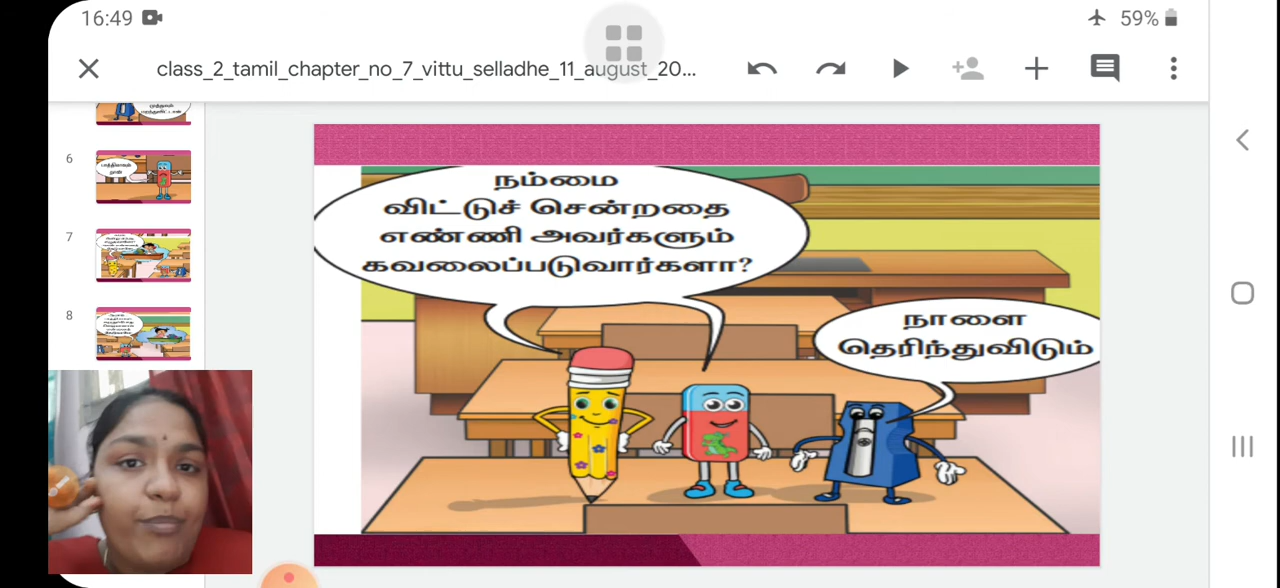 16:49
59%
class_2_tamil_chapter_no_7_vittu_selladhe_11_august_20...
6
7
8
நம்மை
விட்டுச் சென்றதை
எண்ணி அவர்களும்
கவலைப்படுவார்களா?
நாளை
தெரிந்துவிடும்